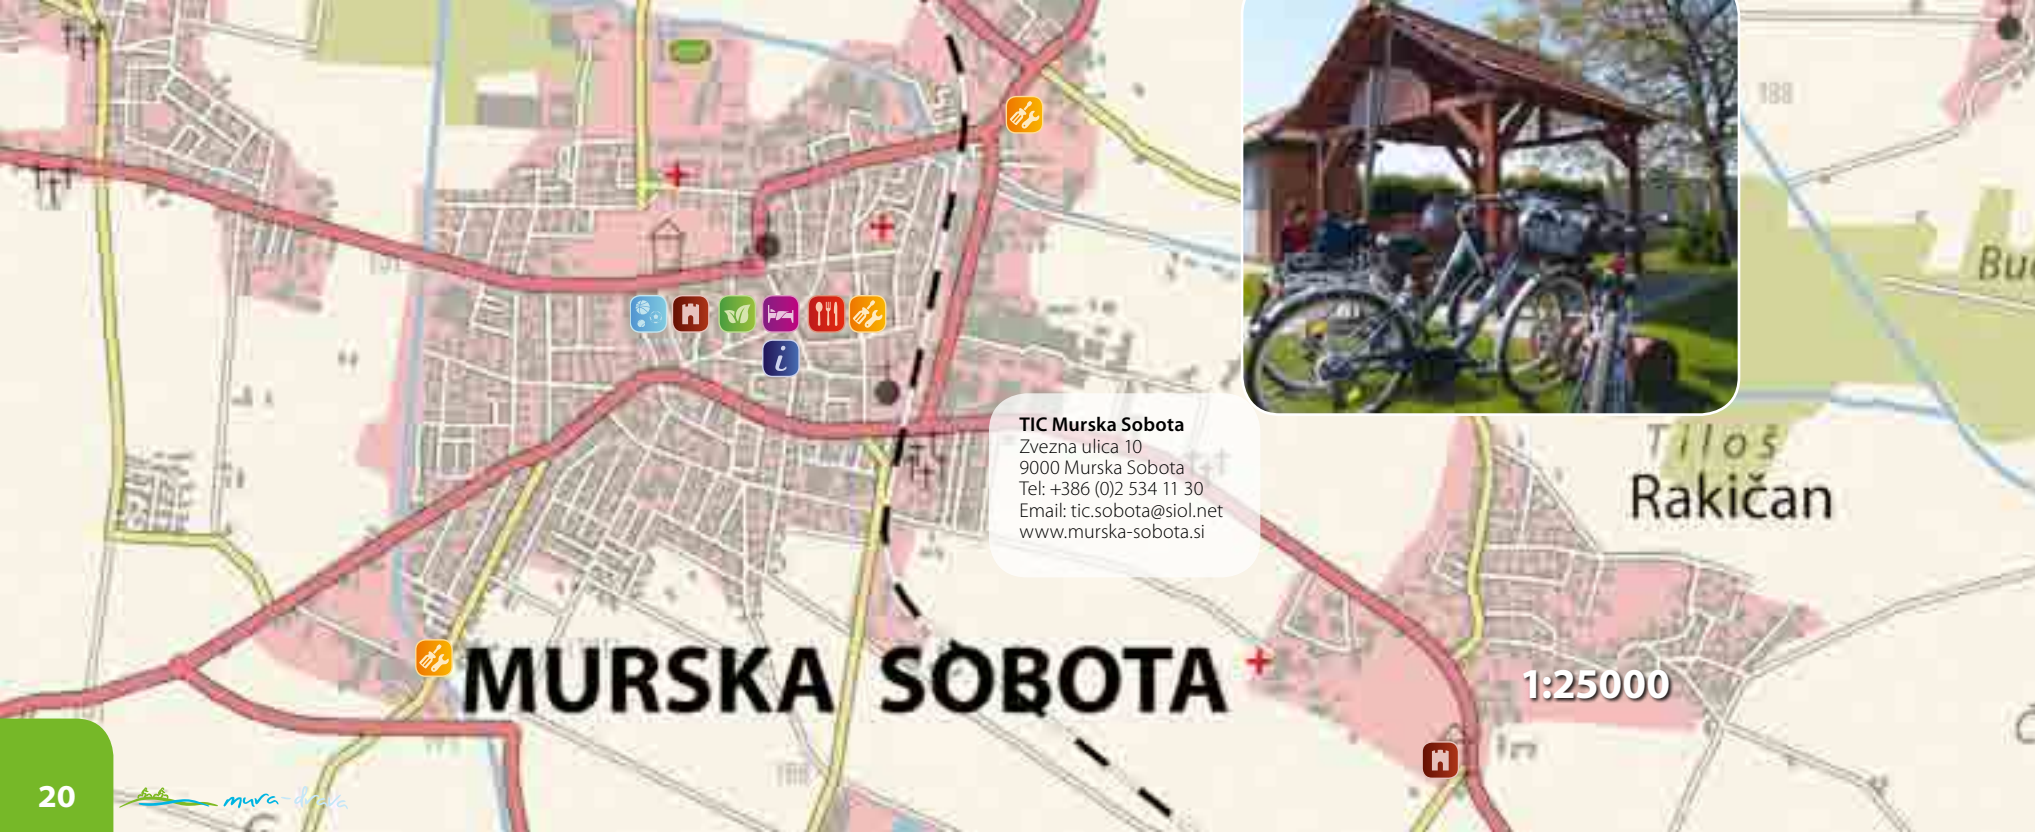 188
Tiloš
Rakičan
TIC Murska Sobota
Zvezna ulica 10
9000 Murska Sobota
Tel: +386 (0)2 534 11 30
Email: tic.sobota@siol.net
www.murska-sobota.si
MURSKA SOBOTA
1:25000
188
20
mura-drava